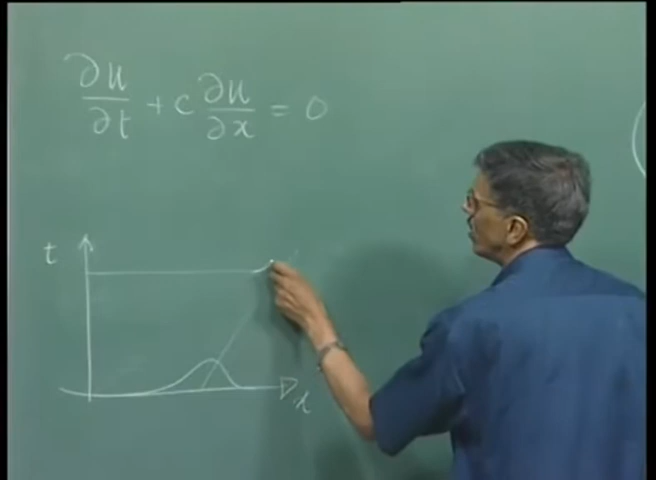 ∂u/∂t + c ∂u/∂x = 0
t
x